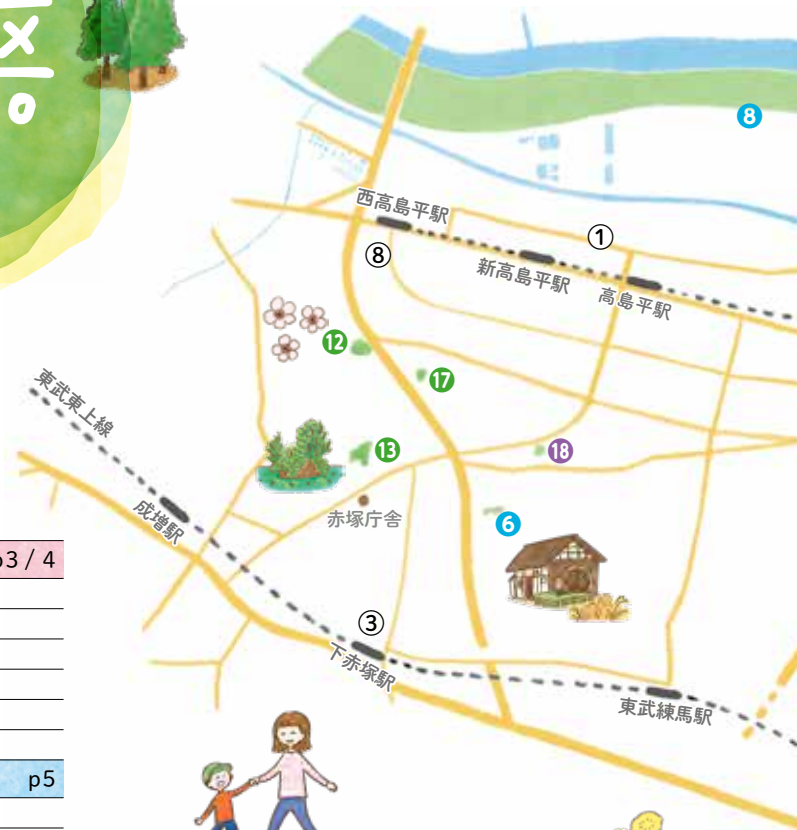 8
西高島平駅
①
⑧
新高島平駅
高島平駅
12
17
東武東上線
13
18
成増駅
赤塚庁舎
6
p3 / 4
③
下赤塚駅
東武練馬駅
p5